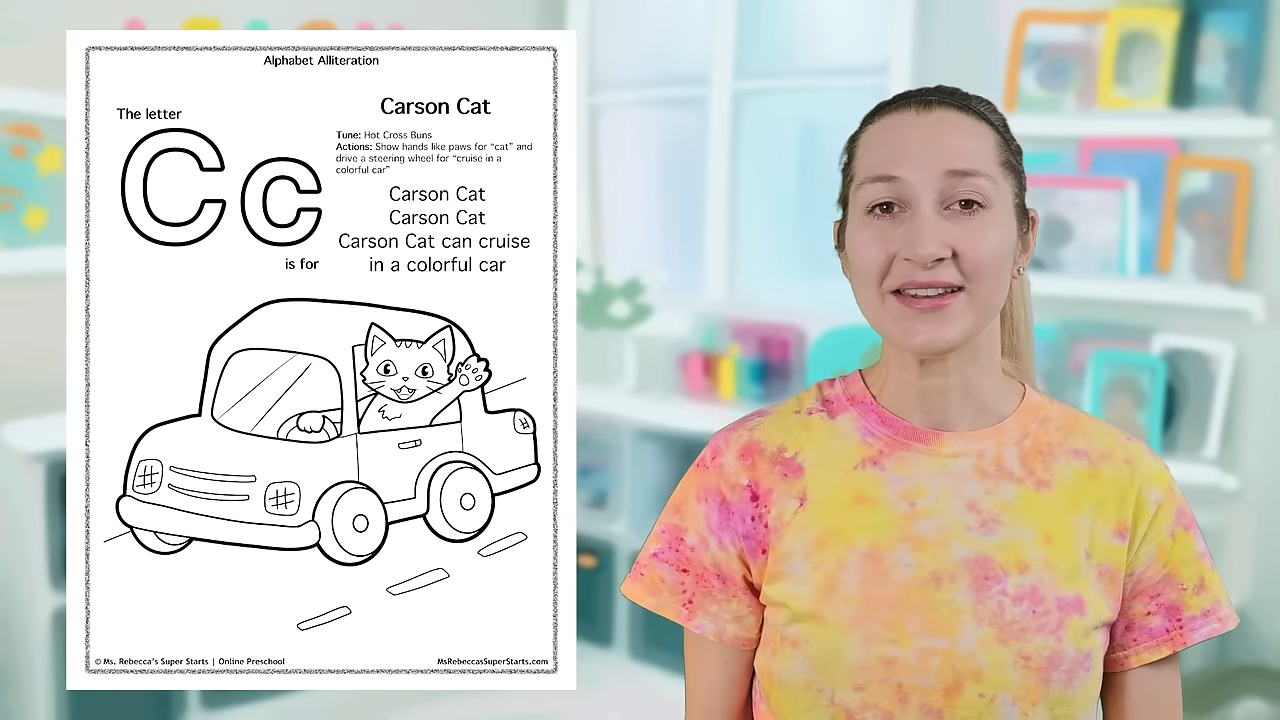 Alphabet Alliteration
The letter
Cc
is for
Carson Cat
Tune: Hot Cross Buns
Actions: Show hands like paws for “cat” and
drive a steering wheel for “cruise in a
colorful car”
Carson Cat
Carson Cat
Carson Cat can cruise
in a colorful car
© Ms. Rebecca's Super Starts | Online Preschool
MsRebeccasSuperStarts.com